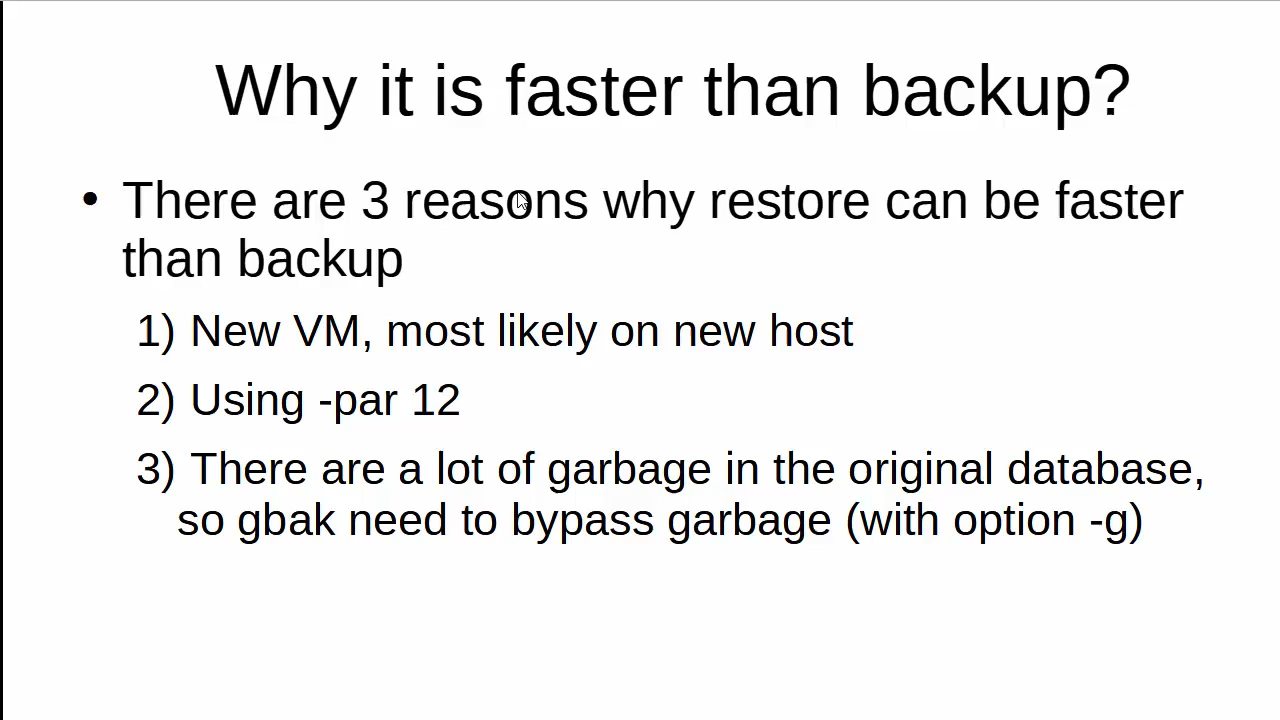 Why it is faster than backup?
• There are 3 reasons why restore can be faster
than backup
1) New VM, most likely on new host
2) Using -par 12
3) There are a lot of garbage in the original database,
so gbak need to bypass garbage (with option -g)